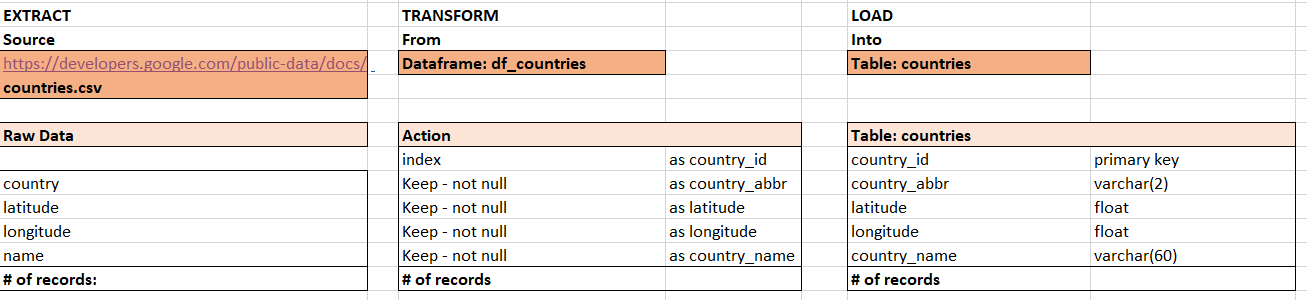 EXTRACT TRANSFORM LOAD
Source From Into
https://developers.google.com/public-data/docs/ Dataframe: df_countries Table: countries
countries.csv
Raw Data Action Table: countries
index as country_id country_id primary key
country Keep - not null as country_abbr country_abbr varchar(2)
latitude Keep - not null as latitude latitude float
longitude Keep - not null as longitude longitude float
name Keep - not null as country_name country_name varchar(60)
# of records: # of records # of records